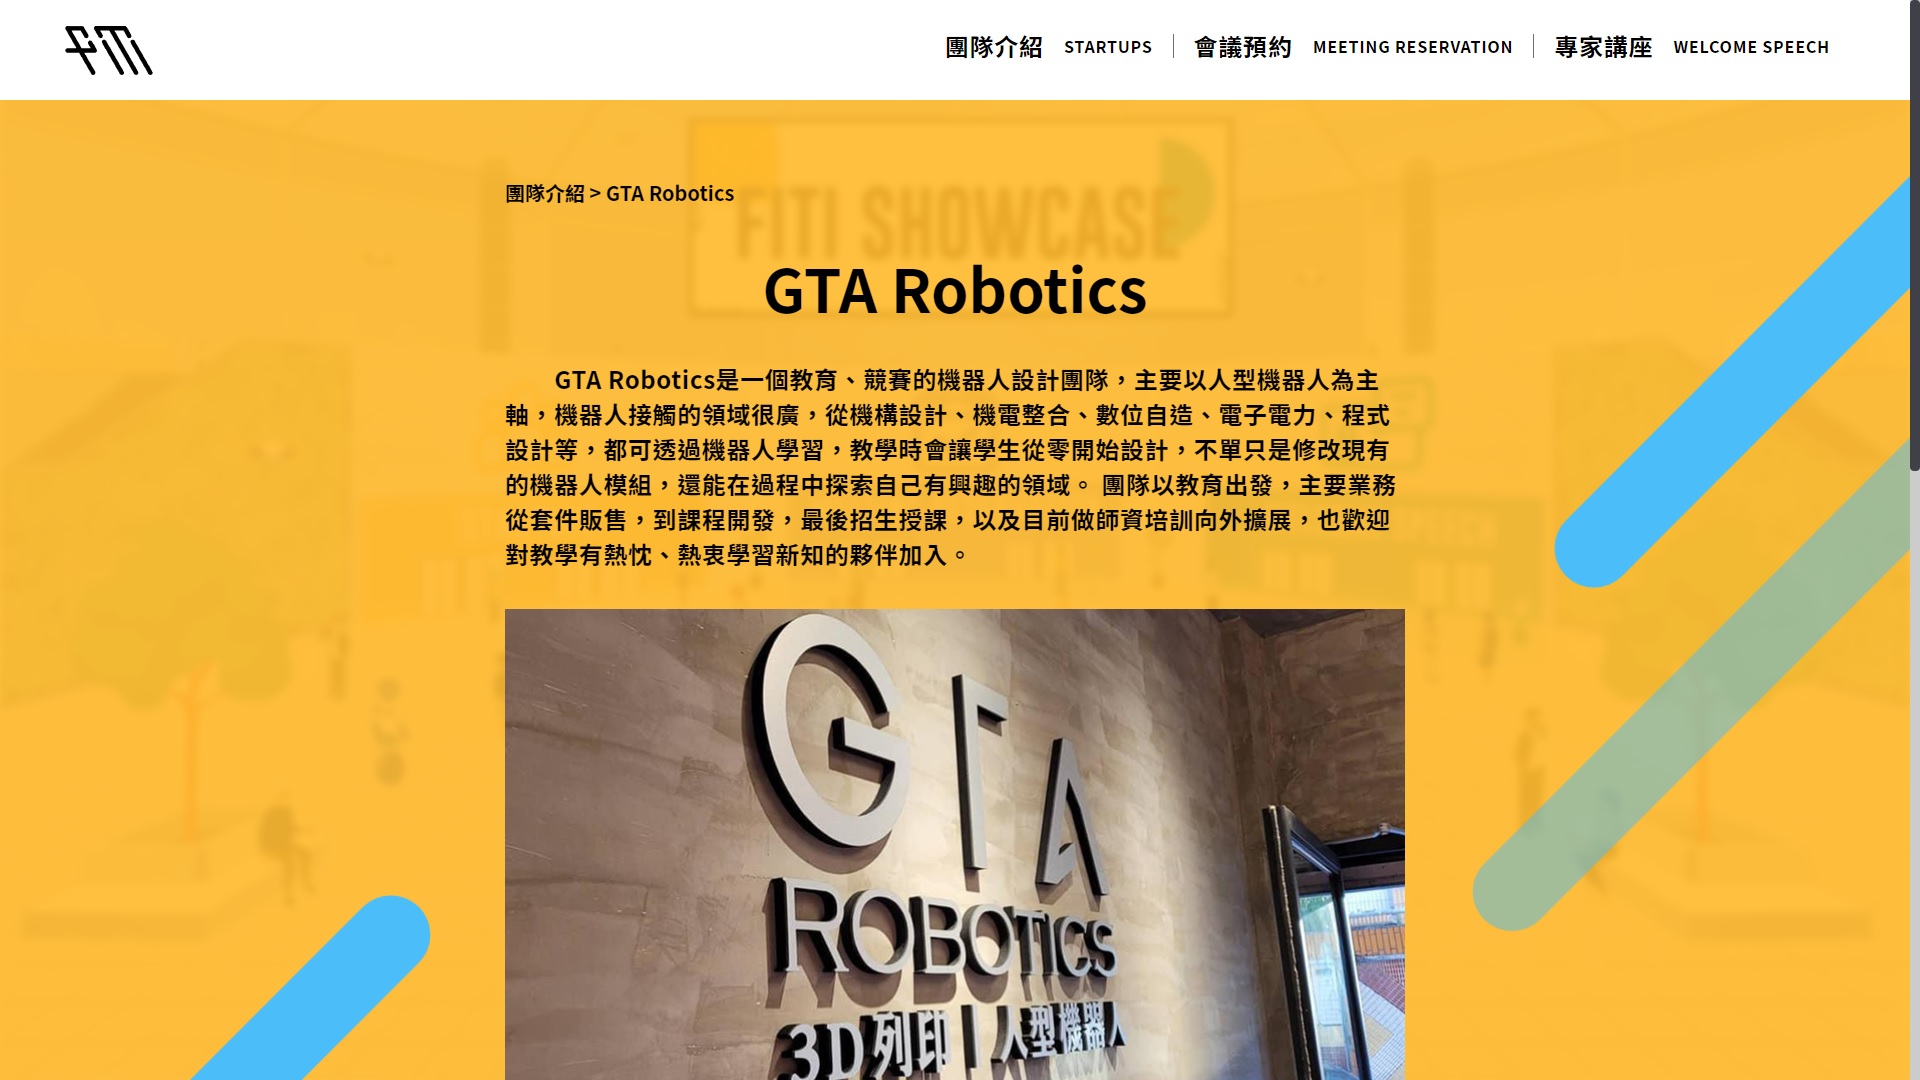 FITI
團隊介紹 STARTUPS
會議預約 MEETING RESERVATION
專家講座 WELCOME SPEECH
FITI SHOWCASE
團隊介紹 > GTA Robotics
GTA Robotics
GTA Robotics是一個教育、競賽的機器人設計團隊，主要以人型機器人為主
軸，機器人接觸的領域很廣，從機構設計、機電整合、數位自造、電子電力、程式
設計等，都可透過機器人學習，教學時會讓學生從零開始設計，不單只是修改現有
的機器人模組，還能在過程中探索自己有興趣的領域。 團隊以教育出發，主要業務
從套件販售，到課程開發，最後招生授課，以及目前做師資培訓向外擴展，也歡迎
對教學有熱忱、熱衷學習新知的夥伴加入。
SPEECH
GTA
ROBOTICS
3D列印|人型機器人